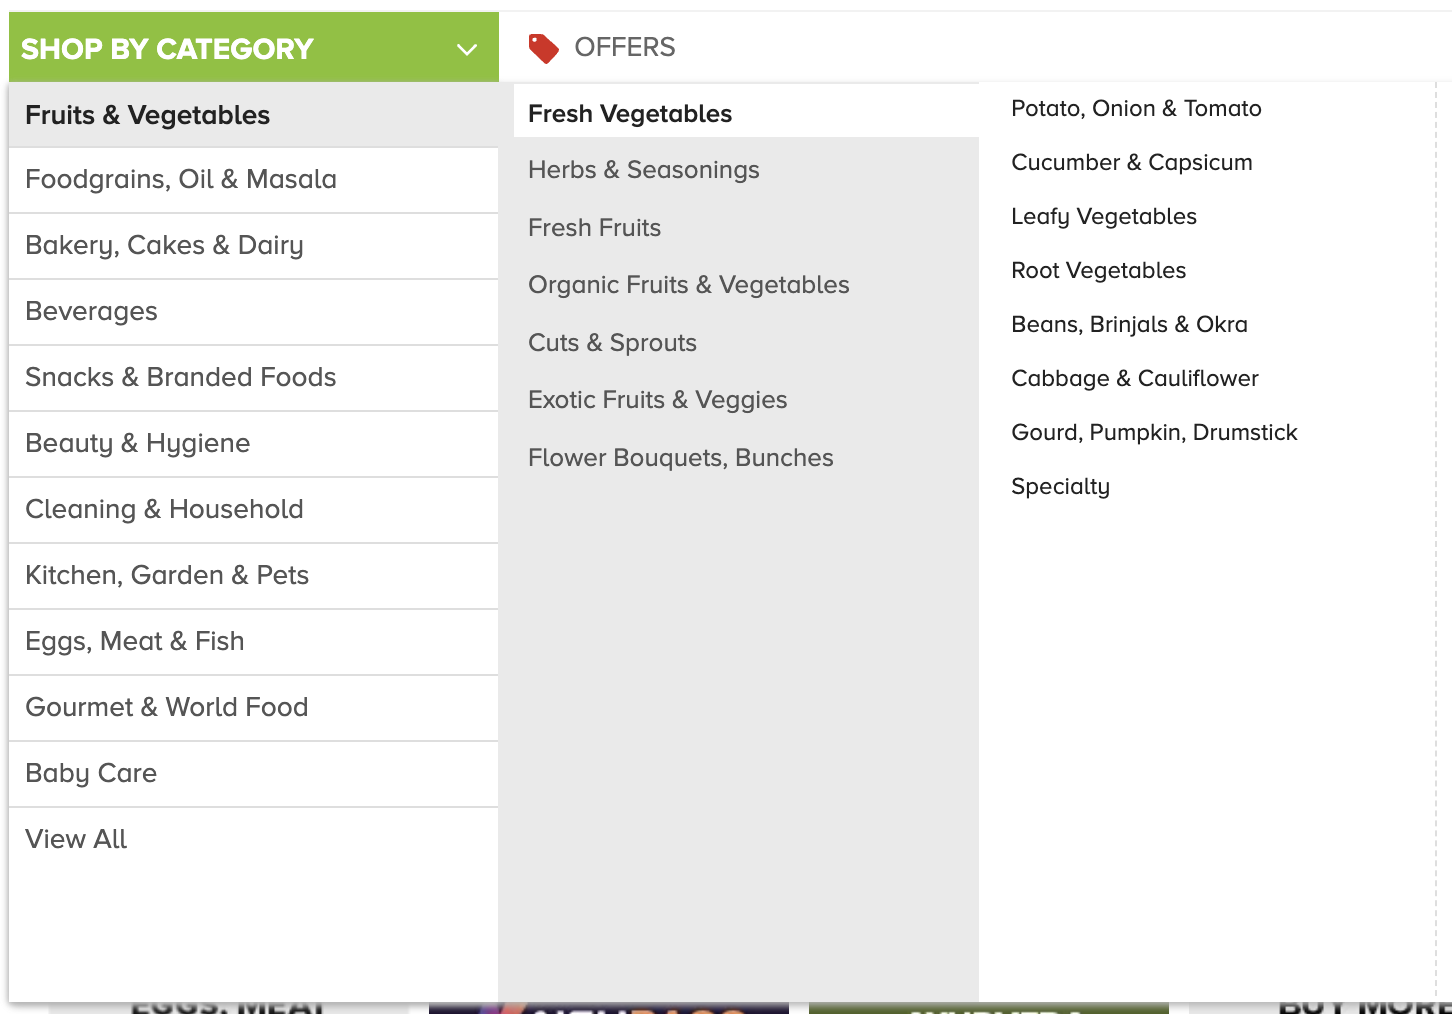 SHOP BY CATEGORY
OFFERS
Fruits & Vegetables
Foodgrains, Oil & Masala
Bakery, Cakes & Dairy
Beverages
Snacks & Branded Foods
Beauty & Hygiene
Cleaning & Household
Kitchen, Garden & Pets
Eggs, Meat & Fish
Gourmet & World Food
Baby Care
View All
Fresh Vegetables
Herbs & Seasonings
Fresh Fruits
Organic Fruits & Vegetables
Cuts & Sprouts
Exotic Fruits & Veggies
Flower Bouquets, Bunches
Potato, Onion & Tomato
Cucumber & Capsicum
Leafy Vegetables
Root Vegetables
Beans, Brinjals & Okra
Cabbage & Cauliflower
Gourd, Pumpkin, Drumstick
Specialty
EGGS, MEAT
BUY MORE